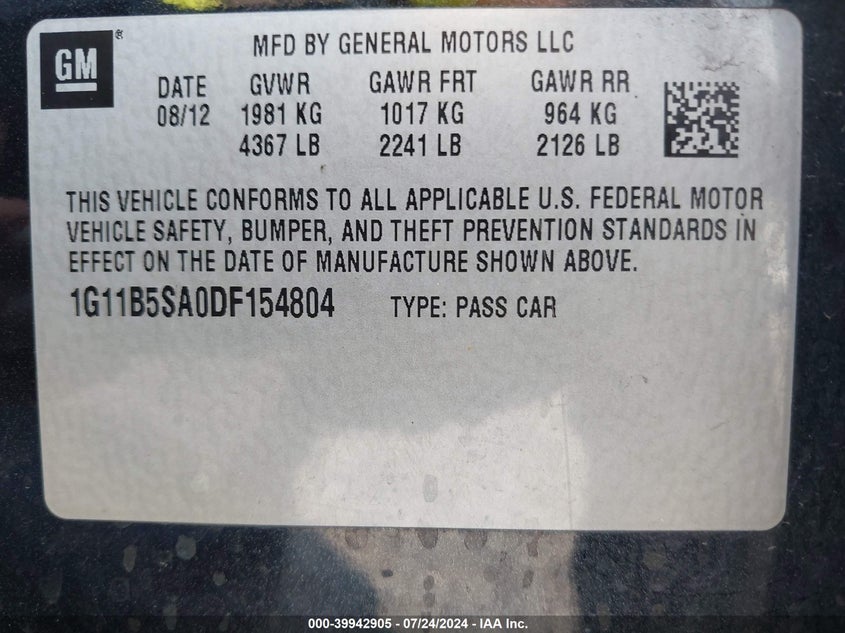 GM®
MFD BY GENERAL MOTORS LLC
DATE GVWR GAWR FRT GAWR RR
08/12 1981 KG 1017 KG 964 KG
4367 LB 2241 LB 2126 LB
THIS VEHICLE CONFORMS TO ALL APPLICABLE U.S. FEDERAL MOTOR
VEHICLE SAFETY, BUMPER, AND THEFT PREVENTION STANDARDS IN
EFFECT ON THE DATE OF MANUFACTURE SHOWN ABOVE.
1G11B5SA0DF154804 TYPE: PASS CAR
000-39942905 - 07/24/2024 - IAA Inc.